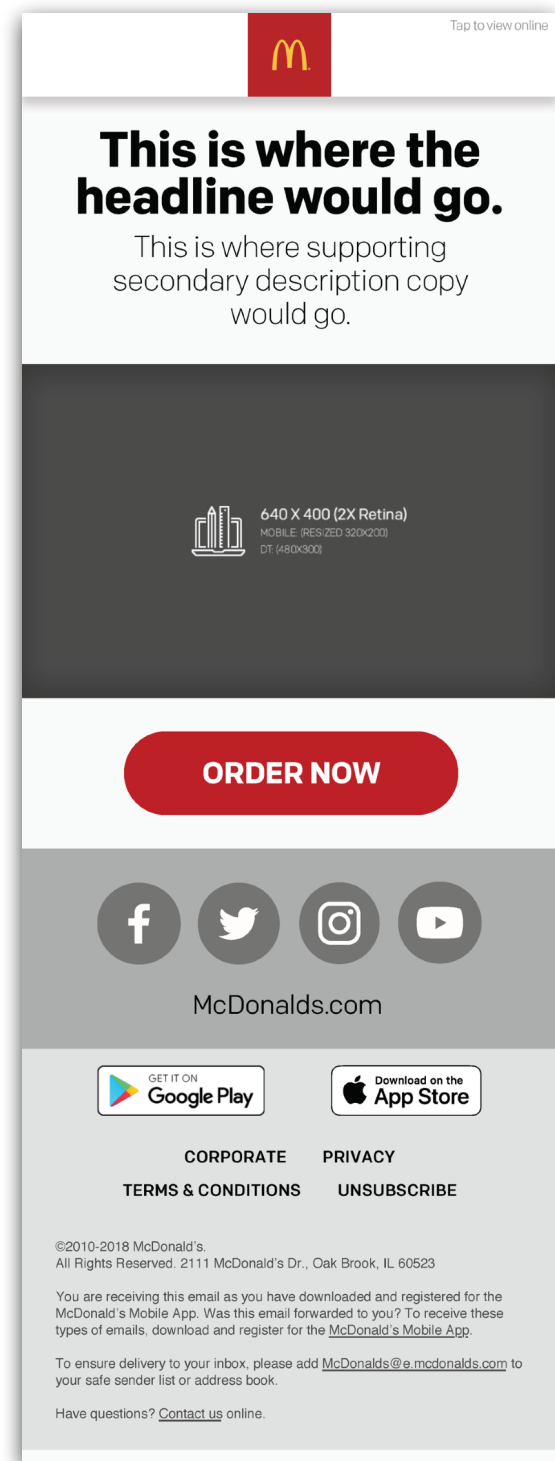 Tap to view online
This is where the
headline would go.
This is where supporting
secondary description copy
would go.
640 X 400 (2X Retina)
MOBILE: (RESIZED 320X200)
DT: (480X300)
ORDER NOW
McDonalds.com
GET IT ON
Google Play
Download on the
App Store
CORPORATE PRIVACY
TERMS & CONDITIONS UNSUBSCRIBE
©2010-2018 McDonald’s.
All Rights Reserved. 2111 McDonald’s Dr., Oak Brook, IL 60523
You are receiving this email as you have downloaded and registered for the
McDonald’s Mobile App. Was this email forwarded to you? To receive these
types of emails, download and register for the McDonald’s Mobile App.
To ensure delivery to your inbox, please add McDonalds@e.mcdonalds.com to
your safe sender list or address book.
Have questions? Contact us online.